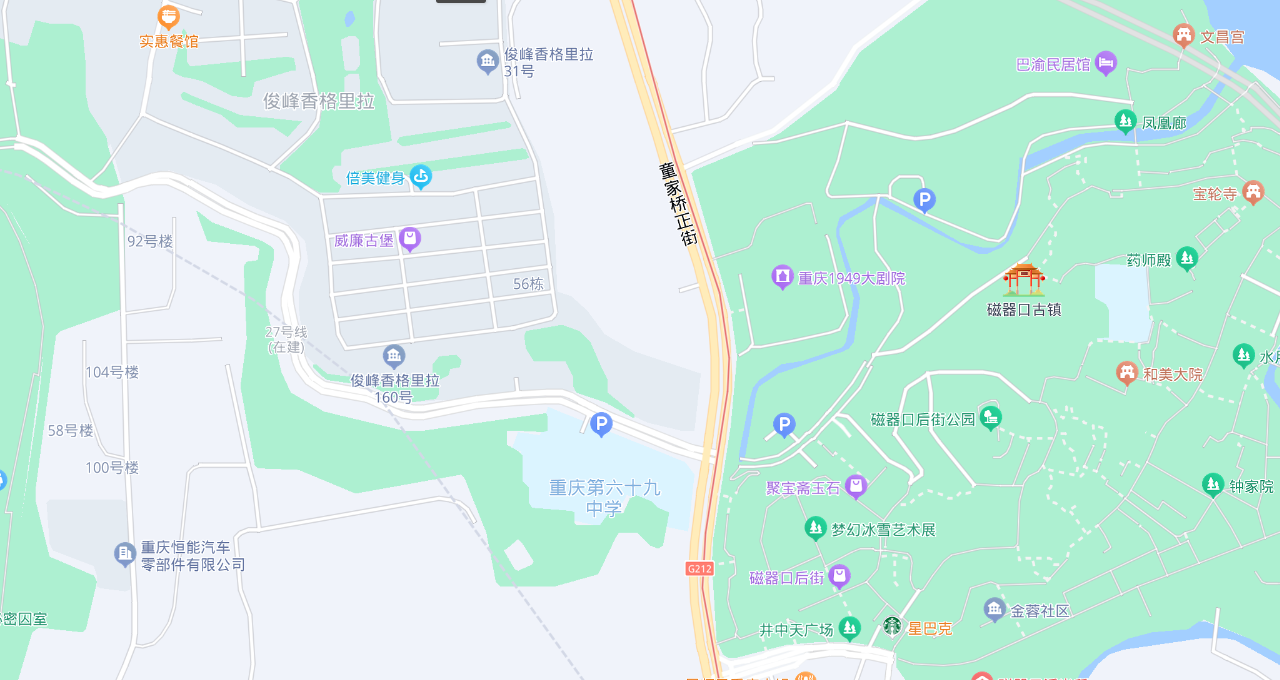 文昌宫
实惠餐馆
俊峰香格里拉
31号
巴渝民居馆
俊峰香格里拉
凤凰廊
童家桥正街
倍美健身
P
宝轮寺
92号楼
威廉古堡
药师殿
重庆1949大剧院
56栋
磁器口古镇
27号线
(在建)
104号楼
俊峰香格里拉
160号
和美大院
P
P
磁器口后街公园
58号楼
100号楼
重庆第六十九
中学
聚宝斋玉石
钟家院
梦幻冰雪艺术展
重庆恒能汽车
零部件有限公司
G212
磁器口后街
金蓉社区
密囚室
井中天广场
星巴克